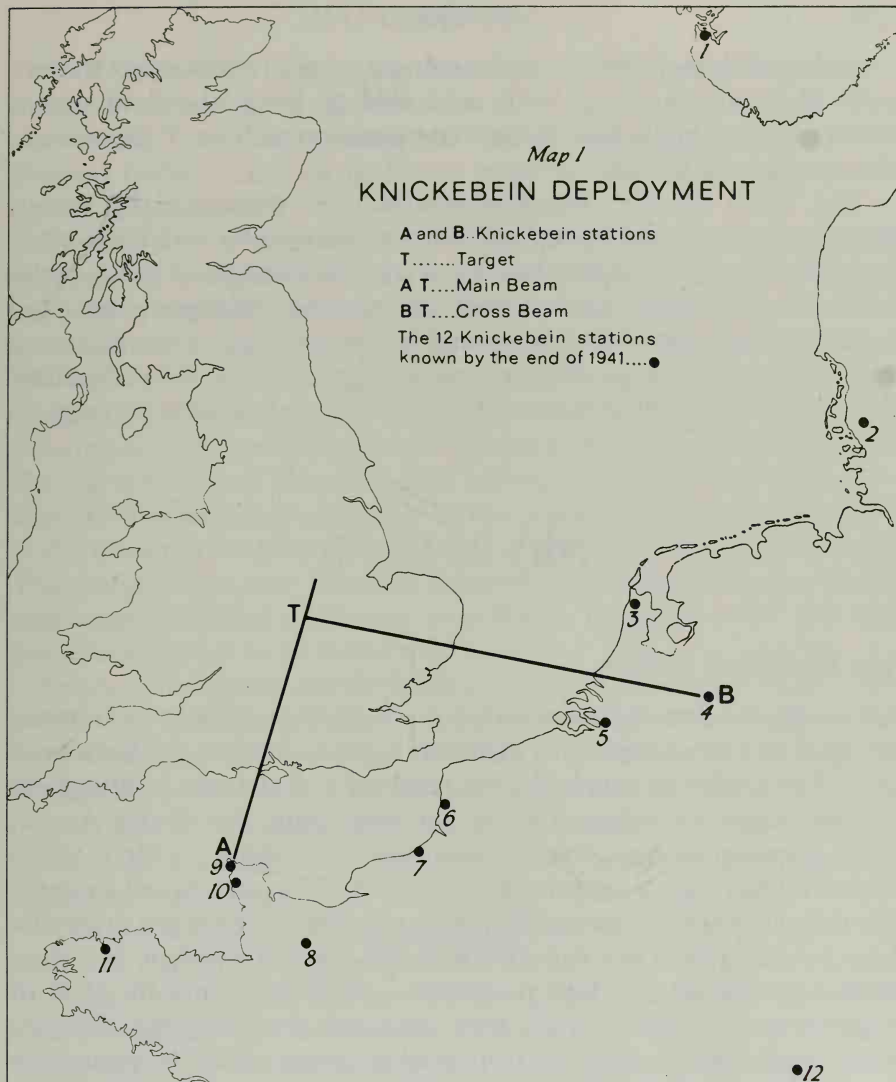 1
Map 1
KNICKEBEIN DEPLOYMENT
A and B..Knickebein stations
T.......Target
A T....Main Beam
B T....Cross Beam
The 12 Knickebein stations
known by the end of 1941....●
2
3
T
B
4
5
6
A
7
9
10
8
11
12